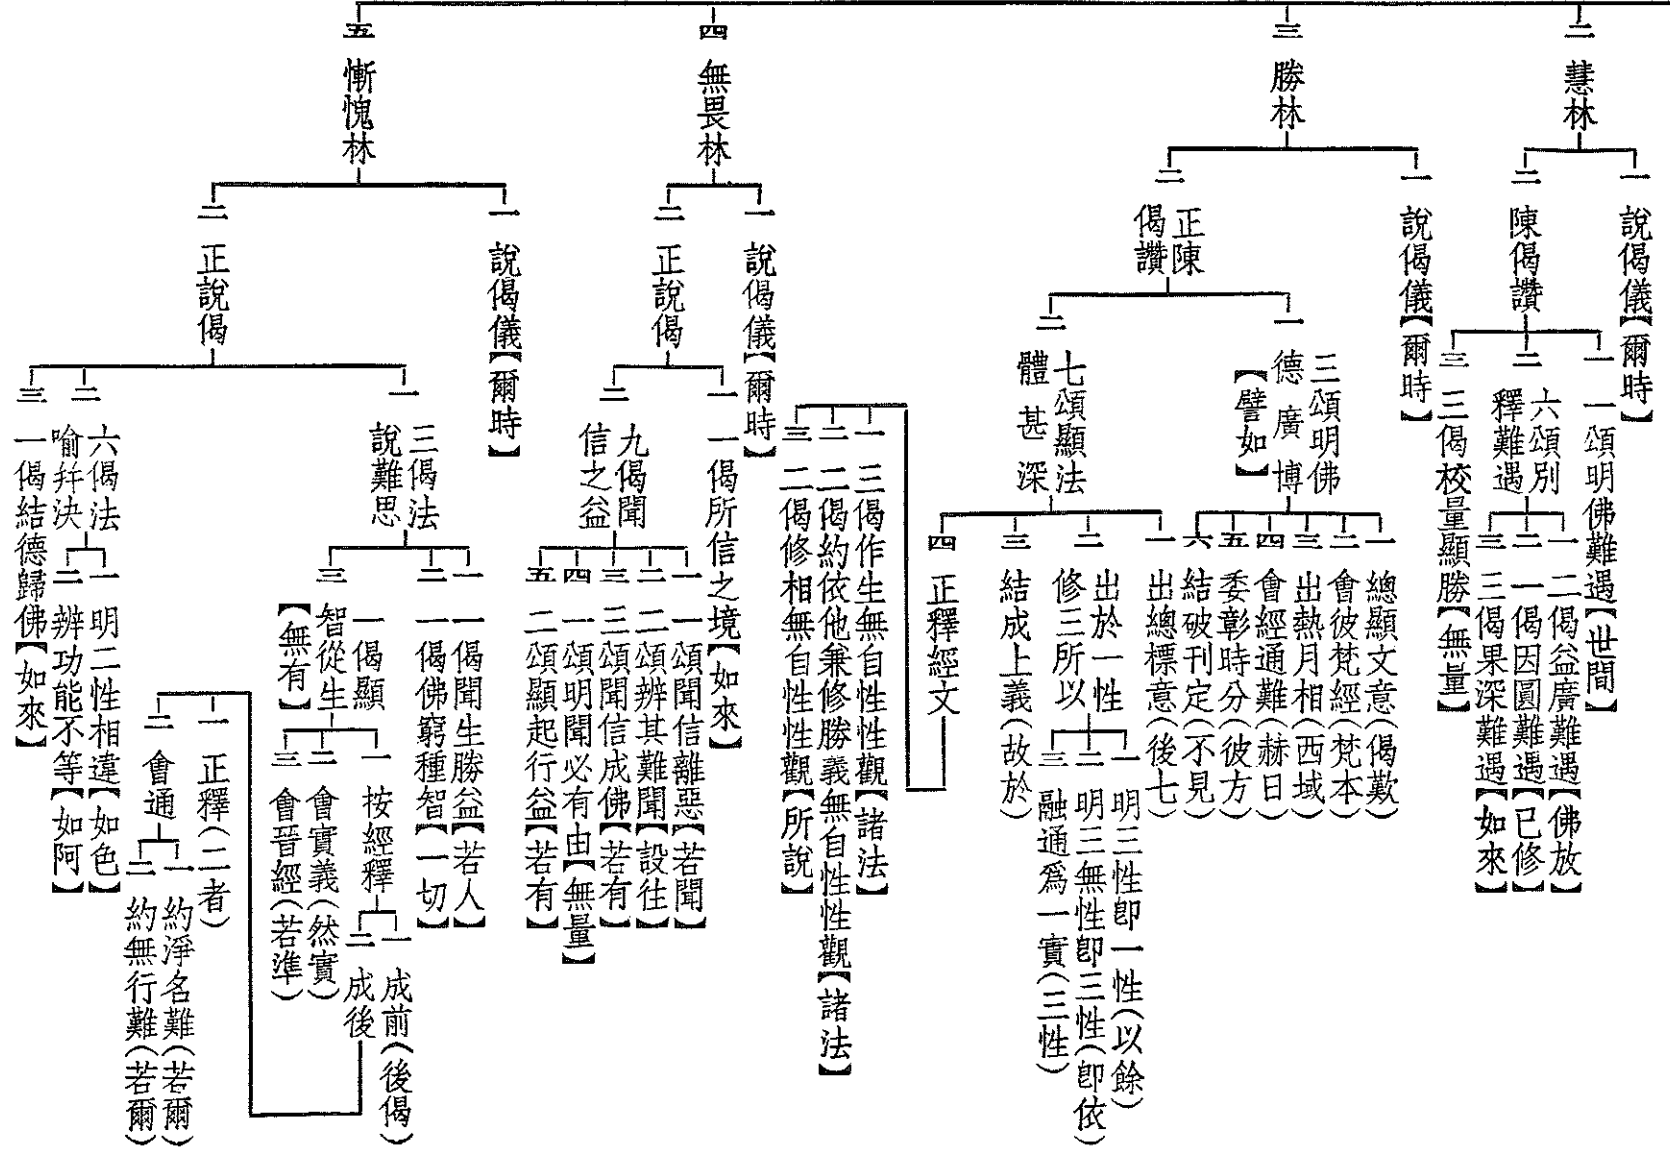 二 慧林
一 說偈儀【爾時】
二 陳偈讚
一 一頌明佛難遇【世間】
二 六頌別釋難遇
一 二偈益廣難遇【佛放】
二 一偈因圓難遇【已修】
三 三偈果深難遇【如來】
三 三偈校量顯勝【無量】
三 勝林
一 說偈儀【爾時】
二 正陳偈讚
一 三頌明佛德廣博【譬如】
一 總顯文意(偈歎)
二 會彼梵經(梵本)
三 出熱月相(西域)
四 會經通難(赫日)
五 委彰時分(彼方)
六 結破刊定(不見)
二 七頌顯法體甚深
一 出總標意(後七)
二 出於一性修三所以
一 明三性即一性(以餘)
二 明三無性即三性(即依)
三 融通爲一實(三性)
三 結成上義(故於)
四 正釋經文
一 三偈作生無自性性觀【諸法】
二 二偈約依他兼修勝義無自性性觀【諸法】
三 二偈修相無自性性觀【所說】
四 無畏林
一 說偈儀【爾時】
二 正說偈
一 一偈所信之境【如來】
二 九偈聞信之益
一 一頌聞信離惡【若聞】
二 二頌辨其難聞【設往】
三 三頌聞信成佛【若有】
四 一頌明聞必有由【無量】
五 二頌顯起行益【若有】
五 慚愧林
一 說偈儀【爾時】
二 正說偈
一 三偈法說難思
一 一偈聞生勝益【若人】
二 一偈佛窮種智【一切】
三 一偈顯智從生【無有】
一 按經釋
一 成前(後偈)
二 成後
一 正釋(二者)
二 會通
一 約淨名難(若爾)
二 約無行難(若爾)
二 會實義(然實)
三 會晉經(若準)
二 六偈法喻并決
一 明二性相違【如色】
二 辨功能不等【如阿】
三 一偈結德歸佛【如來】